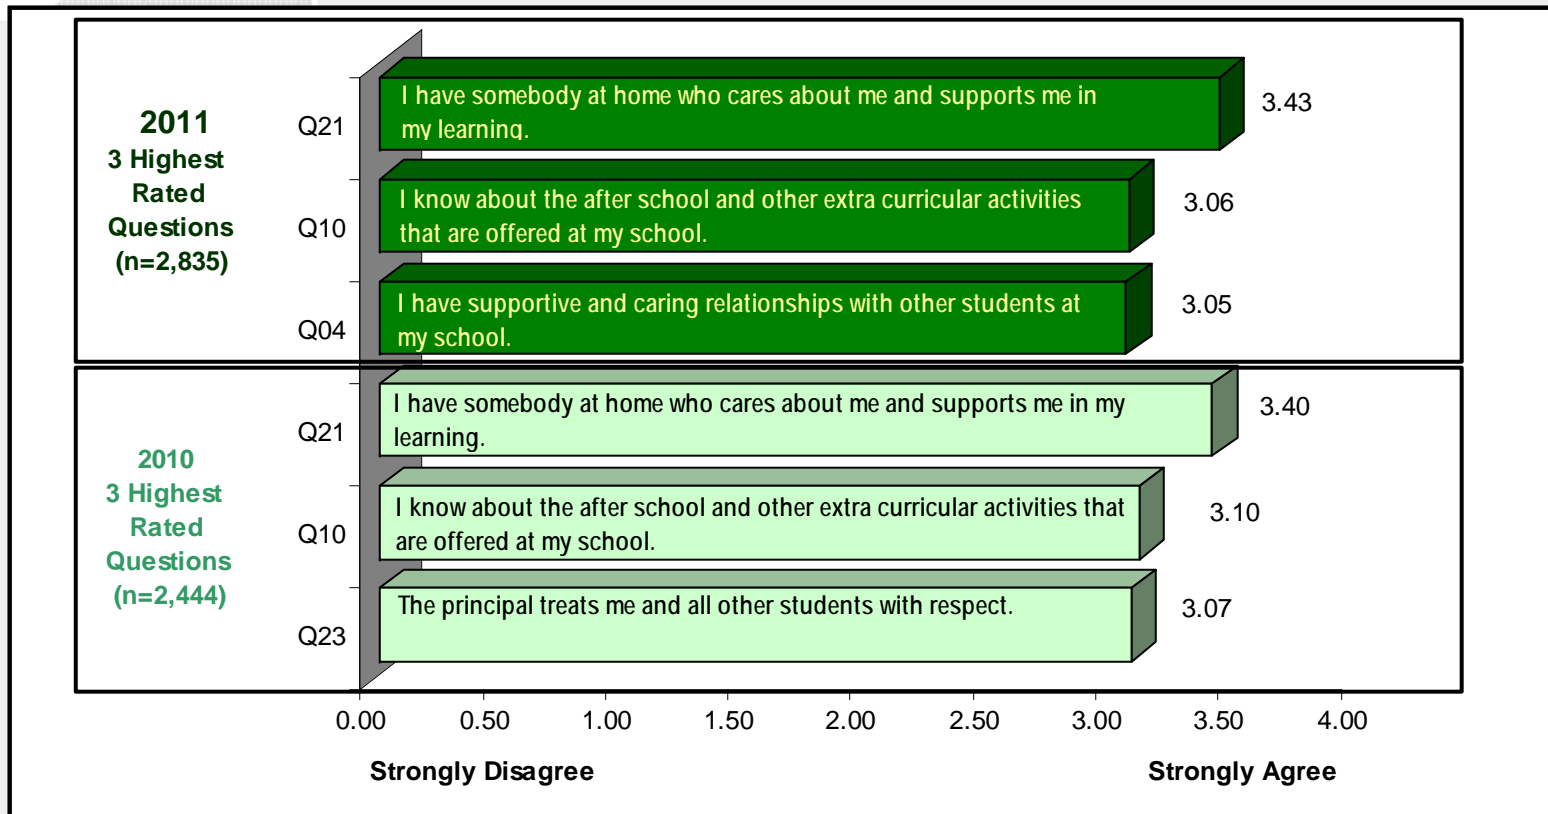 2011
3 Highest
Rated
Questions
(n=2,835)
Q21
I have somebody at home who cares about me and supports me in
my learning.
3.43
Q10
I know about the after school and other extra curricular activities
that are offered at my school.
3.06
Q04
I have supportive and caring relationships with other students at
my school.
3.05
2010
3 Highest
Rated
Questions
(n=2,444)
Q21
I have somebody at home who cares about me and supports me in my
learning.
3.40
Q10
I know about the after school and other extra curricular activities that
are offered at my school.
3.10
Q23
The principal treats me and all other students with respect.
3.07
0.00 0.50 1.00 1.50 2.00 2.50 3.00 3.50 4.00
Strongly Disagree Strongly Agree